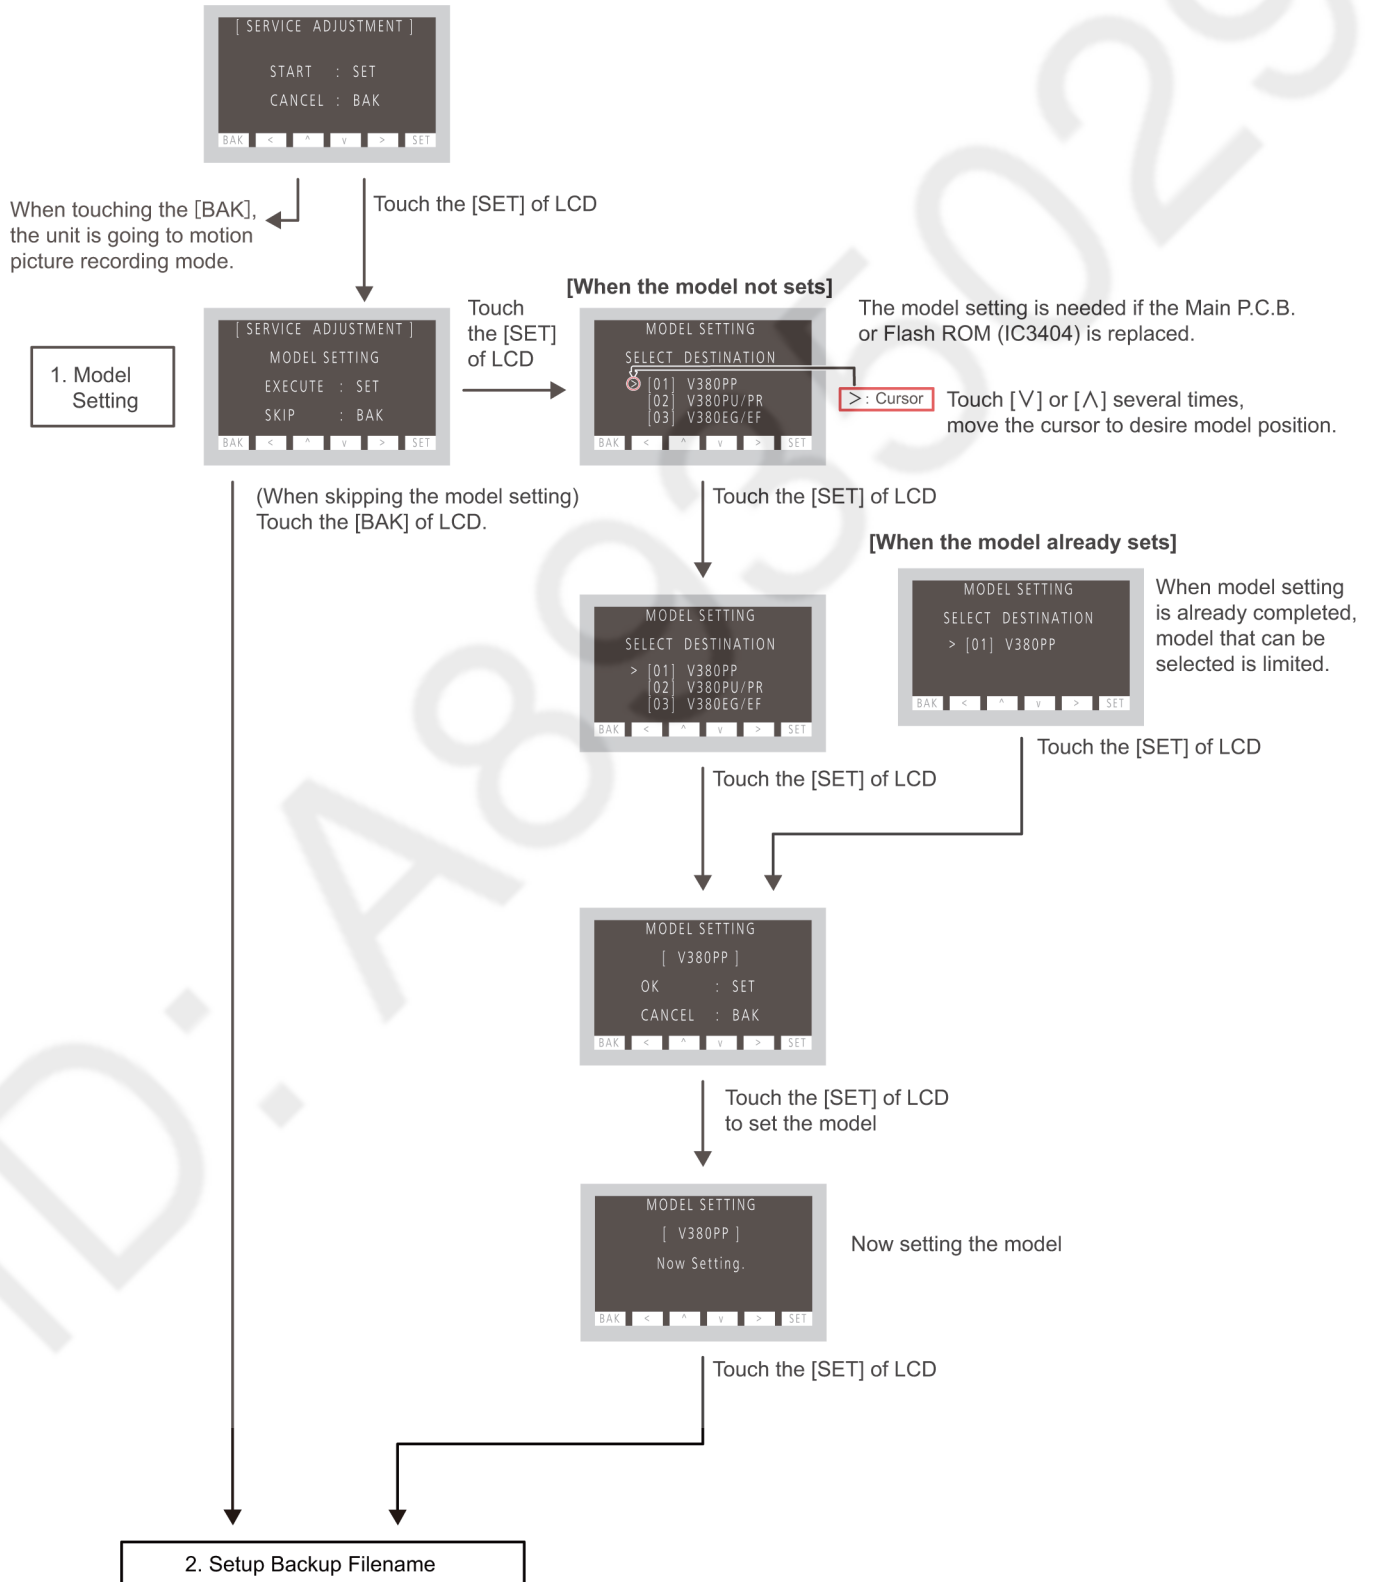 [ SERVICE ADJUSTMENT ]
START : SET
CANCEL : BAK
BAK < ^ v > SET
When touching the [BAK],
the unit is going to motion
picture recording mode.
Touch the [SET] of LCD
1. Model
Setting
[ SERVICE ADJUSTMENT ]
MODEL SETTING
EXECUTE : SET
SKIP : BAK
BAK < ^ v > SET
Touch
the [SET]
of LCD
[When the model not sets]
MODEL SETTING
SELECT DESTINATION
> [01] V380PP
[02] V380PU/PR
[03] V380EG/EF
BAK < ^ v > SET
The model setting is needed if the Main P.C.B.
or Flash ROM (IC3404) is replaced.
> : Cursor
Touch [V] or [Λ] several times,
move the cursor to desire model position.
(When skipping the model setting)
Touch the [BAK] of LCD.
Touch the [SET] of LCD
[When the model already sets]
MODEL SETTING
SELECT DESTINATION
> [01] V380PP
BAK < ^ v > SET
When model setting
is already completed,
model that can be
selected is limited.
MODEL SETTING
SELECT DESTINATION
> [01] V380PP
[02] V380PU/PR
[03] V380EG/EF
BAK < ^ v > SET
Touch the [SET] of LCD
Touch the [SET] of LCD
MODEL SETTING
[ V380PP ]
OK : SET
CANCEL : BAK
BAK < ^ v > SET
Touch the [SET] of LCD
to set the model
MODEL SETTING
[ V380PP ]
Now Setting.
BAK < ^ v > SET
Now setting the model
Touch the [SET] of LCD
2. Setup Backup Filename
ID: A8935029